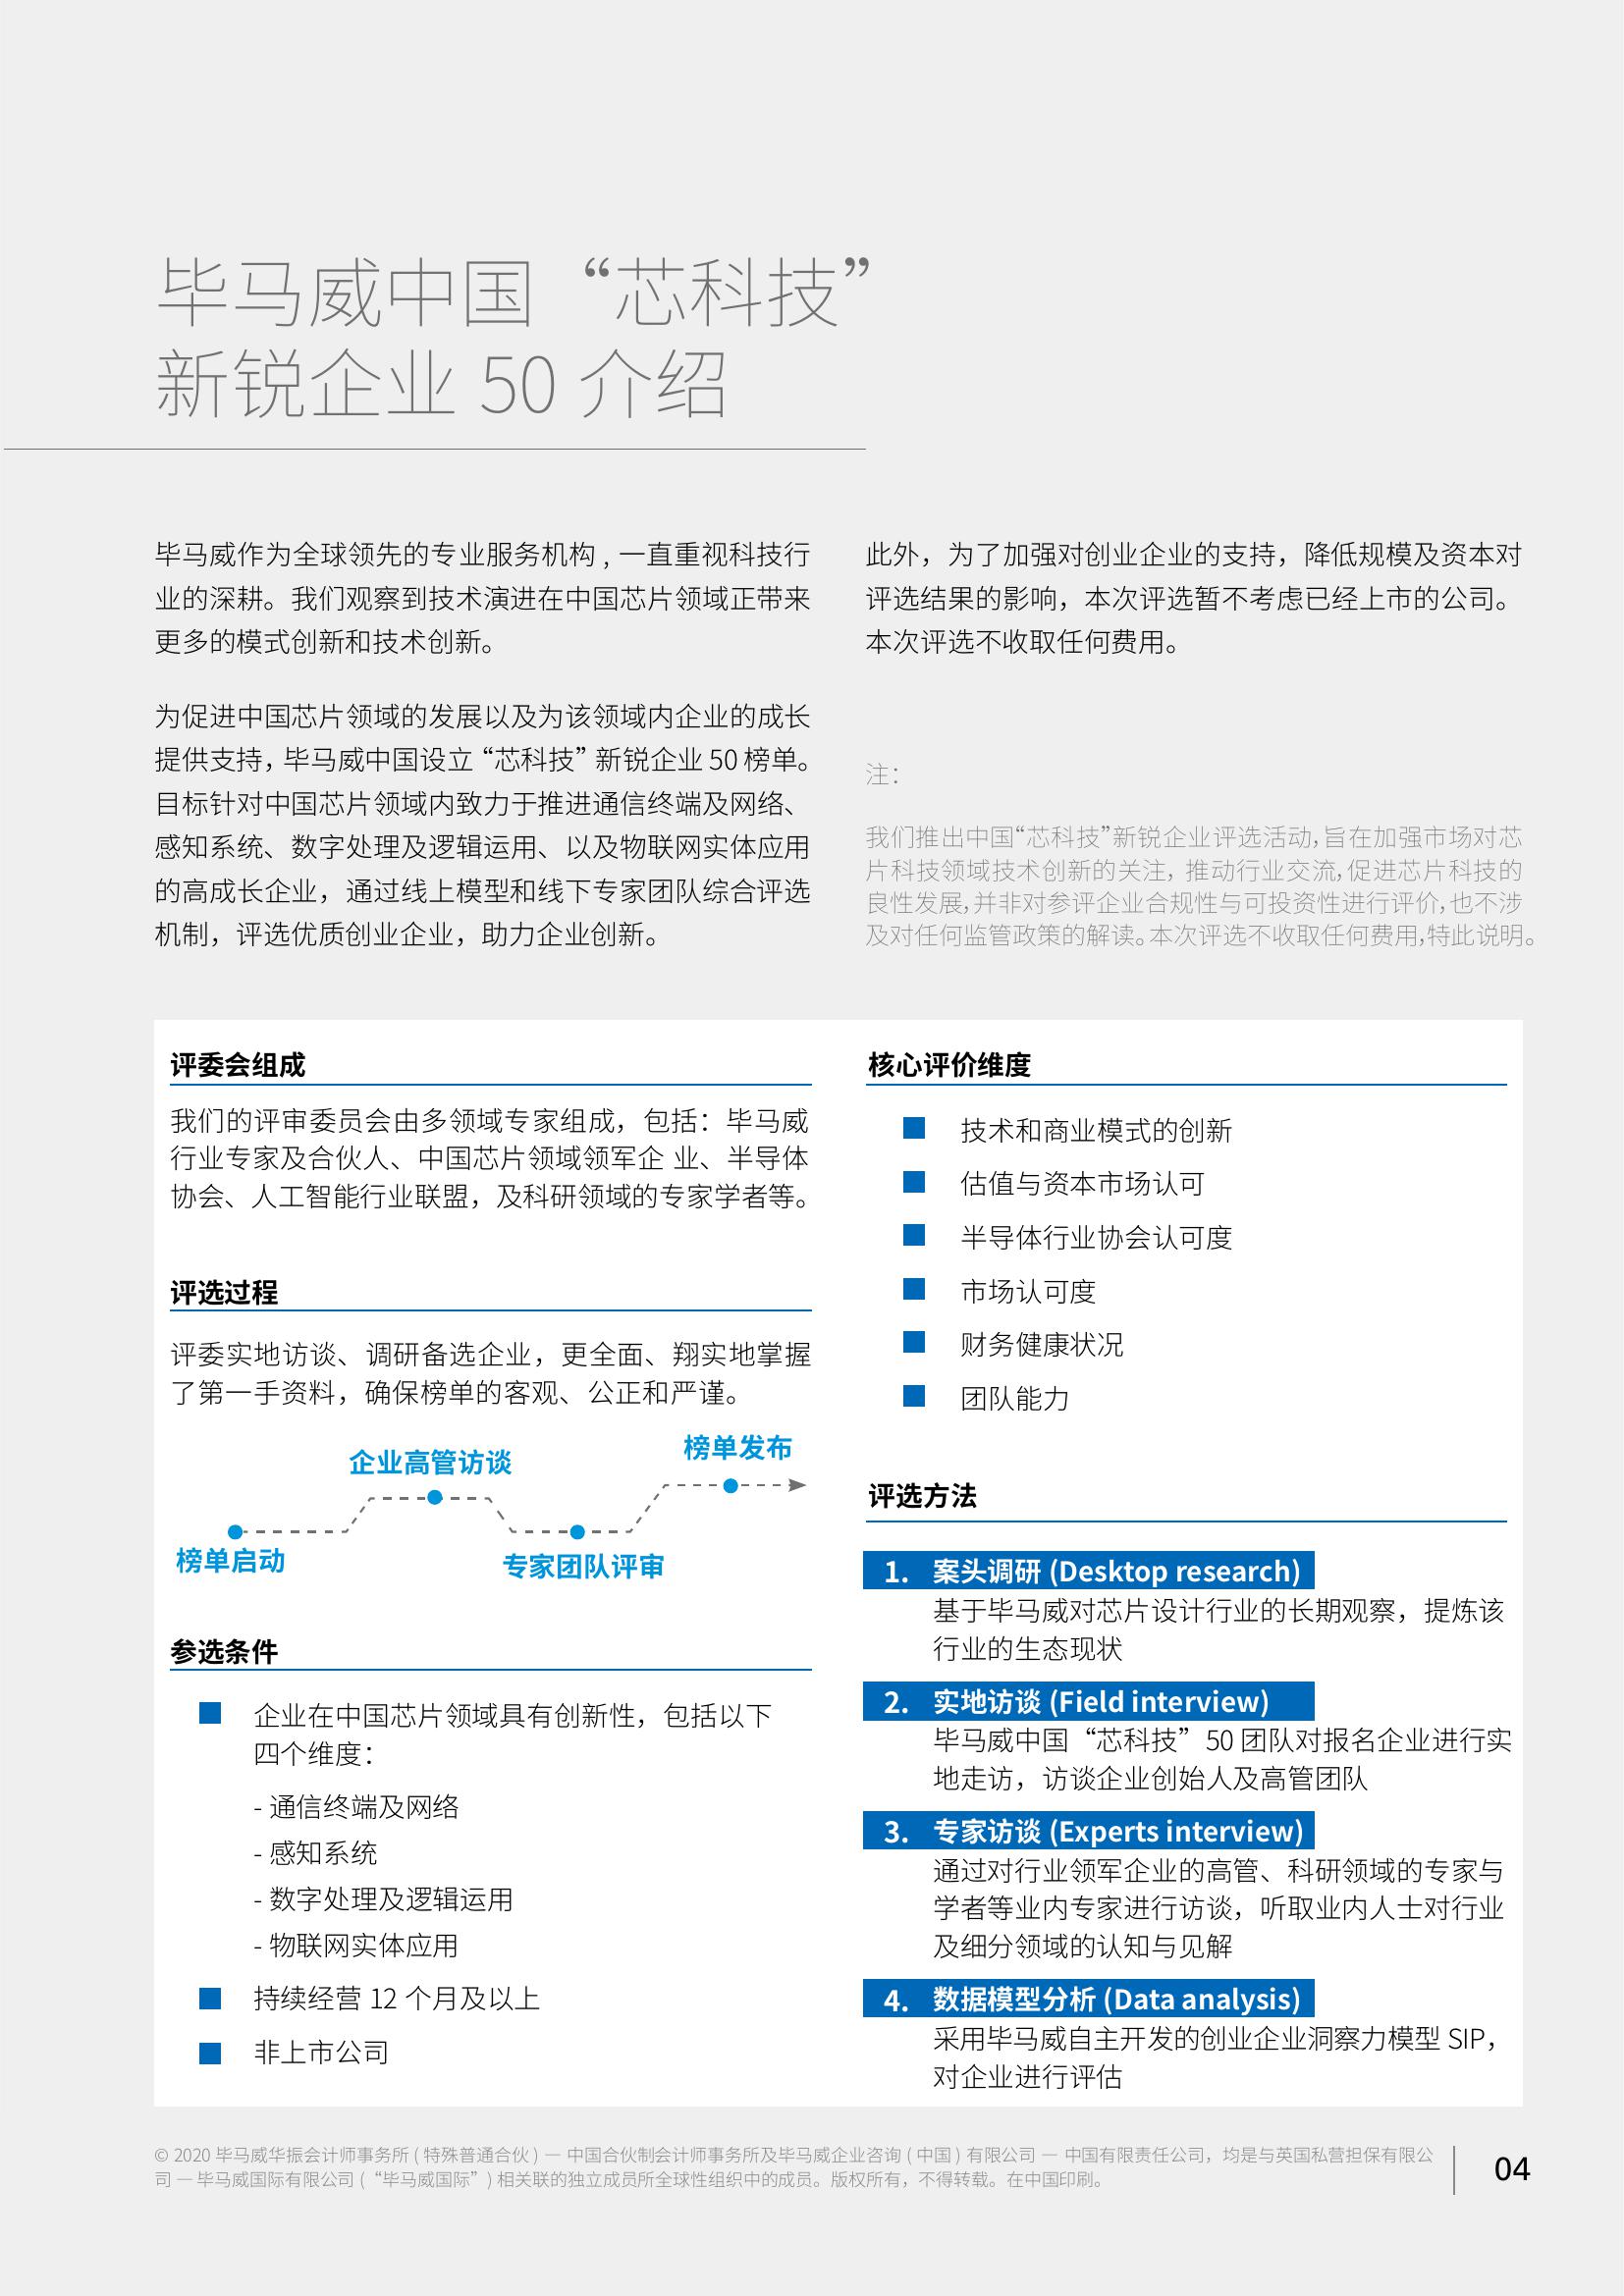 毕马威中国“芯科技”
新锐企业 50 介绍
毕马威作为全球领先的专业服务机构 , 一直重视科技行
业的深耕。我们观察到技术演进在中国芯片领域正带来
更多的模式创新和技术创新。
为促进中国芯片领域的发展以及为该领域内企业的成长
提供支持，毕马威中国设立“芯科技”新锐企业 50 榜单。
目标针对中国芯片领域内致力于推进通信终端及网络、
感知系统、数字处理及逻辑运用、以及物联网实体应用
的高成长企业，通过线上模型和线下专家团队综合评选
机制，评选优质创业企业，助力企业创新。
此外，为了加强对创业企业的支持，降低规模及资本对
评选结果的影响，本次评选暂不考虑已经上市的公司。
本次评选不收取任何费用。
注：
我们推出中国“芯科技”新锐企业评选活动，旨在加强市场对芯
片科技领域技术创新的关注，推动行业交流，促进芯片科技的
良性发展，并非对参评企业合规性与可投资性进行评价，也不涉
及对任何监管政策的解读。本次评选不收取任何费用，特此说明。
评委会组成
我们的评审委员会由多领域专家组成，包括：毕马威
行业专家及合伙人、中国芯片领域领军企 业、半导体
协会、人工智能行业联盟，及科研领域的专家学者等。
评选过程
评委实地访谈、调研备选企业，更全面、翔实地掌握
了第一手资料，确保榜单的客观、公正和严谨。
榜单启动
企业高管访谈
专家团队评审
榜单发布
参选条件
企业在中国芯片领域具有创新性，包括以下
四个维度：
- 通信终端及网络
- 感知系统
- 数字处理及逻辑运用
- 物联网实体应用
持续经营 12 个月及以上
非上市公司
核心评价维度
技术和商业模式的创新
估值与资本市场认可
半导体行业协会认可度
市场认可度
财务健康状况
团队能力
评选方法
1. 案头调研 (Desktop research)
基于毕马威对芯片设计行业的长期观察，提炼该
行业的生态现状
2. 实地访谈 (Field interview)
毕马威中国“芯科技”50 团队对报名企业进行实
地走访，访谈企业创始人及高管团队
3. 专家访谈 (Experts interview)
通过对行业领军企业的高管、科研领域的专家与
学者等业内专家进行访谈，听取业内人士对行业
及细分领域的认知与见解
4. 数据模型分析 (Data analysis)
采用毕马威自主开发的创业企业洞察力模型 SIP，
对企业进行评估
© 2020 毕马威华振会计师事务所 ( 特殊普通合伙 ) — 中国合伙制会计师事务所及毕马威企业咨询 ( 中国 ) 有限公司 — 中国有限责任公司，均是与英国私营担保有限公
司 — 毕马威国际有限公司 (“毕马威国际”) 相关联的独立成员所全球性组织中的成员。版权所有，不得转载。在中国印刷。
04